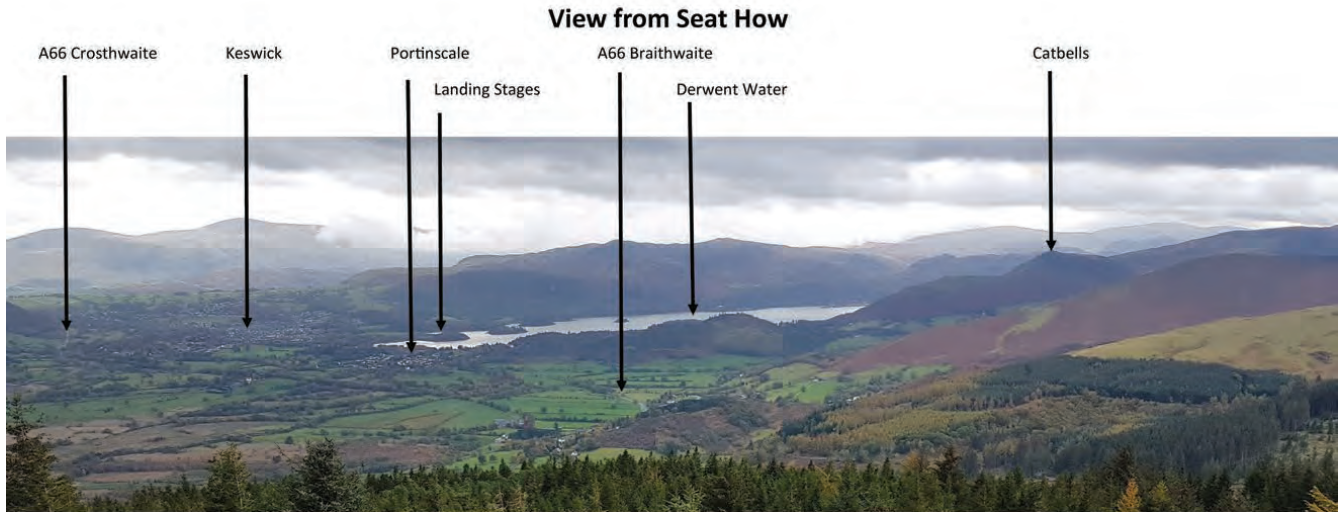 View from Seat How
A66 Crosthwaite
Keswick
Portinscale
A66 Braithwaite
Catbells
Landing Stages
Derwent Water